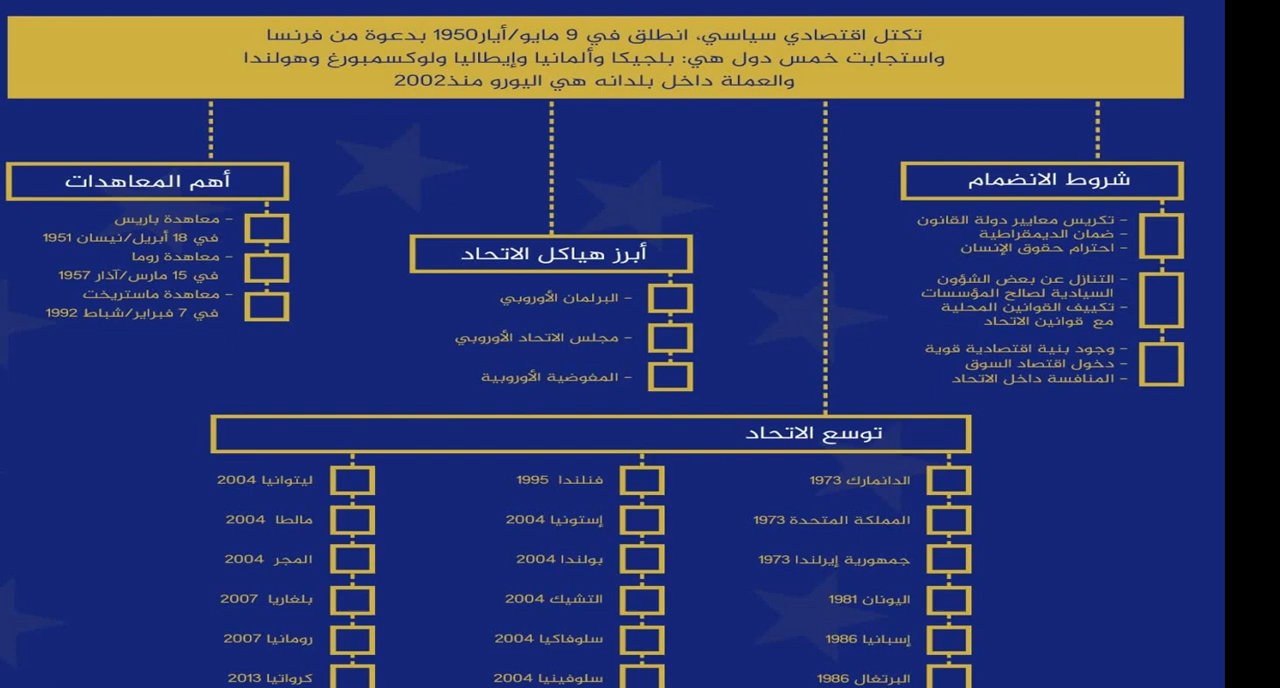 تكتل اقتصادي سياسي، انطلق في 9 مايو/أيار1950 بدعوة من فرنسا
واستجابت خمس دول هي: بلجيكا وألمانيا وإيطاليا ولوكسمبورغ وهولندا
والعملة داخل بلدانه هي اليورو منذ2002
شروط الانضمام
- تكريس معايير دولة القانون
- ضمان الديمقراطية
- احترام حقوق الإنسان
- التنازل عن بعض الشؤون
السيادية لصالح المؤسسات
- تكييف القوانين المحلية
مع قوانين الاتحاد
- وجود بنية اقتصادية قوية
- دخول اقتصاد السوق
- المنافسة داخل الاتحاد
أبرز هياكل الاتحاد
- البرلمان الأوروبي
- مجلس الاتحاد الأوروبي
- المفوضية الأوروبية
أهم المعاهدات
- معاهدة باريس
في 18 أبريل/نيسان 1951
- معاهدة روما
في 15 مارس/آذار 1957
- معاهدة ماستريخت
في 7 فبراير/شباط 1992
توسع الاتحاد
الدانمارك 1973
المملكة المتحدة 1973
جمهورية إيرلندا 1973
اليونان 1981
إسبانيا 1986
البرتغال 1986
فنلندا 1995
إستونيا 2004
بولندا 2004
التشيك 2004
سلوفاكيا 2004
سلوفينيا 2004
ليتوانيا 2004
مالطا 2004
المجر 2004
بلغاريا 2007
رومانيا 2007
كرواتيا 2013